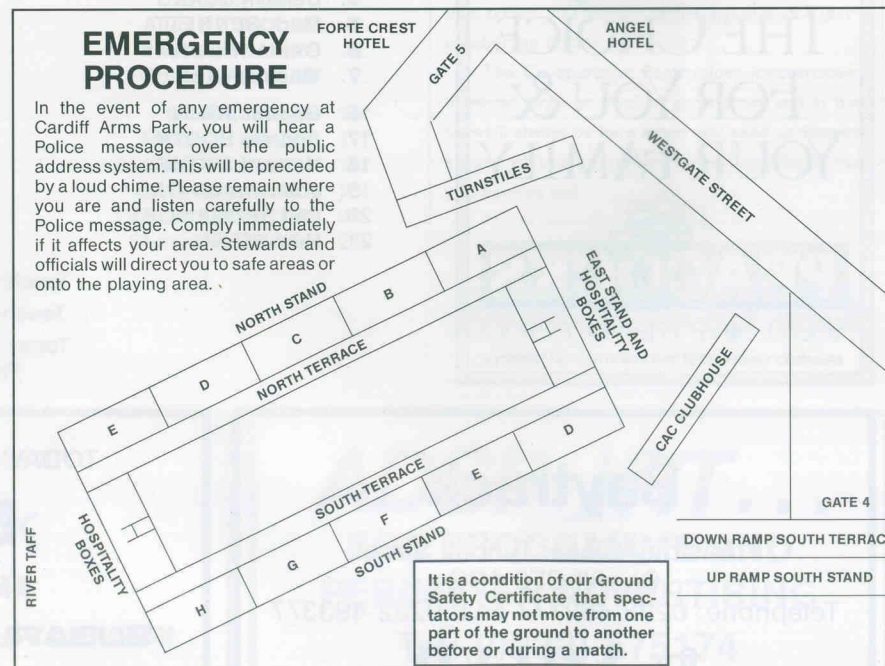 EMERGENCY
PROCEDURE
In the event of any emergency at
Cardiff Arms Park, you will fear a
Police message over the public
address system. This will be preceded
by a loud chime. Please remain where
you are and listen carefully to the
Police message. Comply immediately
if it affects your area. Stewards and
officials will direct you to safe areas or
onto the playing area.
FORTE CREST
HOTEL
GATE 5
ANGEL
HOTEL
WESTGATE STREET
TURNSTILES
NORTH STAND
A
B
C
D
E
NORTH TERRACE
EAST STAND AND
HOSPITALITY
BOXES
CAC CLUBHOUSE
SOUTH TERRACE
D
E
F
G
H
SOUTH STAND
HOSPITALITY
BOXES
RIVER TAFF
GATE 4
DOWN RAMP SOUTH TERRAC
UP RAMP SOUTH STAND
It is a condition of our Ground
Safety Certificate that spec-
tators may not move from one
part of the ground to another
before or during a match.